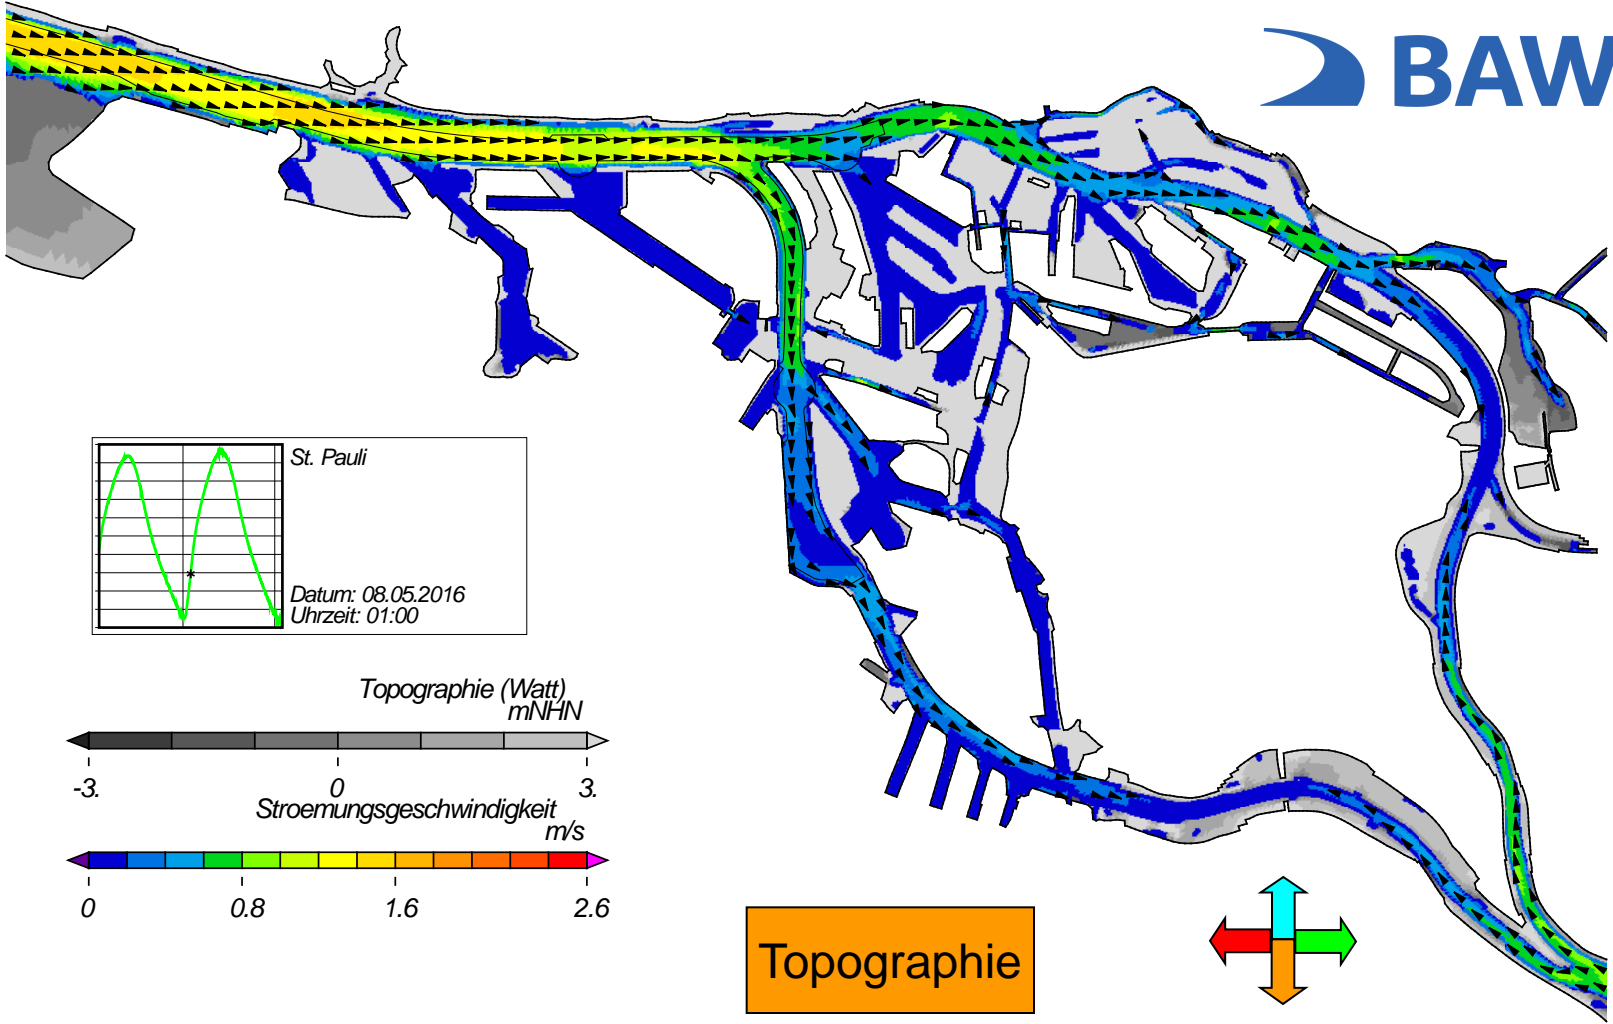 BAW
St. Pauli
Datum: 08.05.2016
Uhrzeit: 01:00
Topographie (Watt)
mNHN
-3. 0 3.
Stroemungsgeschwindigkeit
m/s
0 0.8 1.6 2.6
Topographie